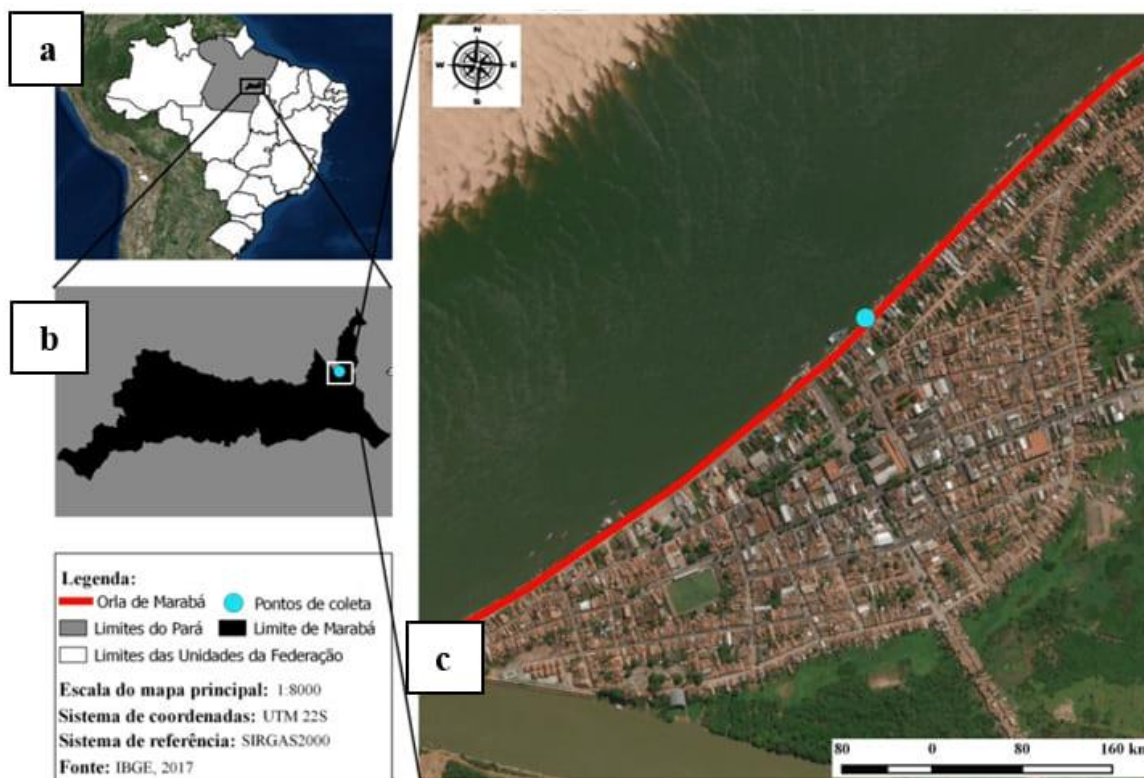 a
N
W E
S
b
c
Legenda:
Orla de Marabá Pontos de coleta
Limites do Pará Limite de Marabá
Limites das Unidades da Federação
Escala do mapa principal: 1:8000
Sistema de coordenadas: UTM 22S
Sistema de referência: SIRGAS2000
Fonte: IBGE, 2017
80 0 80 160 km